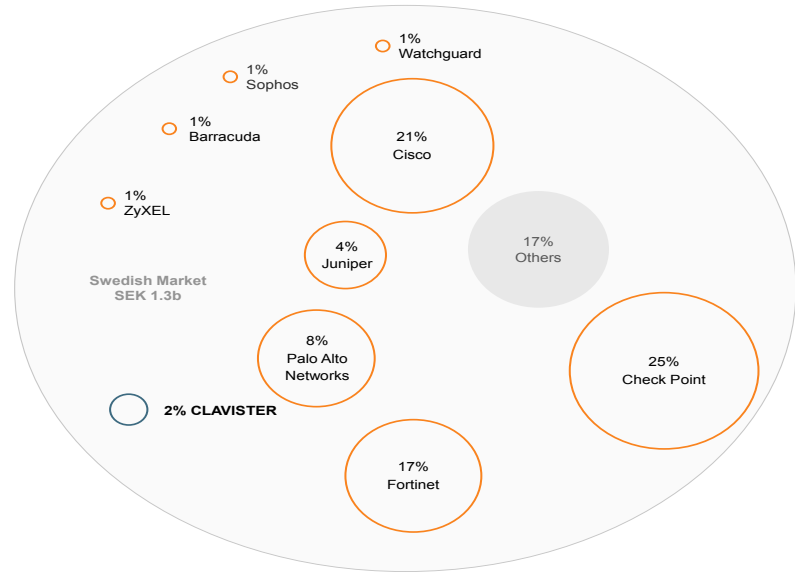 1%
Watchguard
1%
Sophos
1%
Barracuda
21%
Cisco
1%
ZyXEL
4%
Juniper
17%
Others
Swedish Market
SEK 1.3b
8%
Palo Alto
Networks
25%
Check Point
2% CLAVISTER
17%
Fortinet